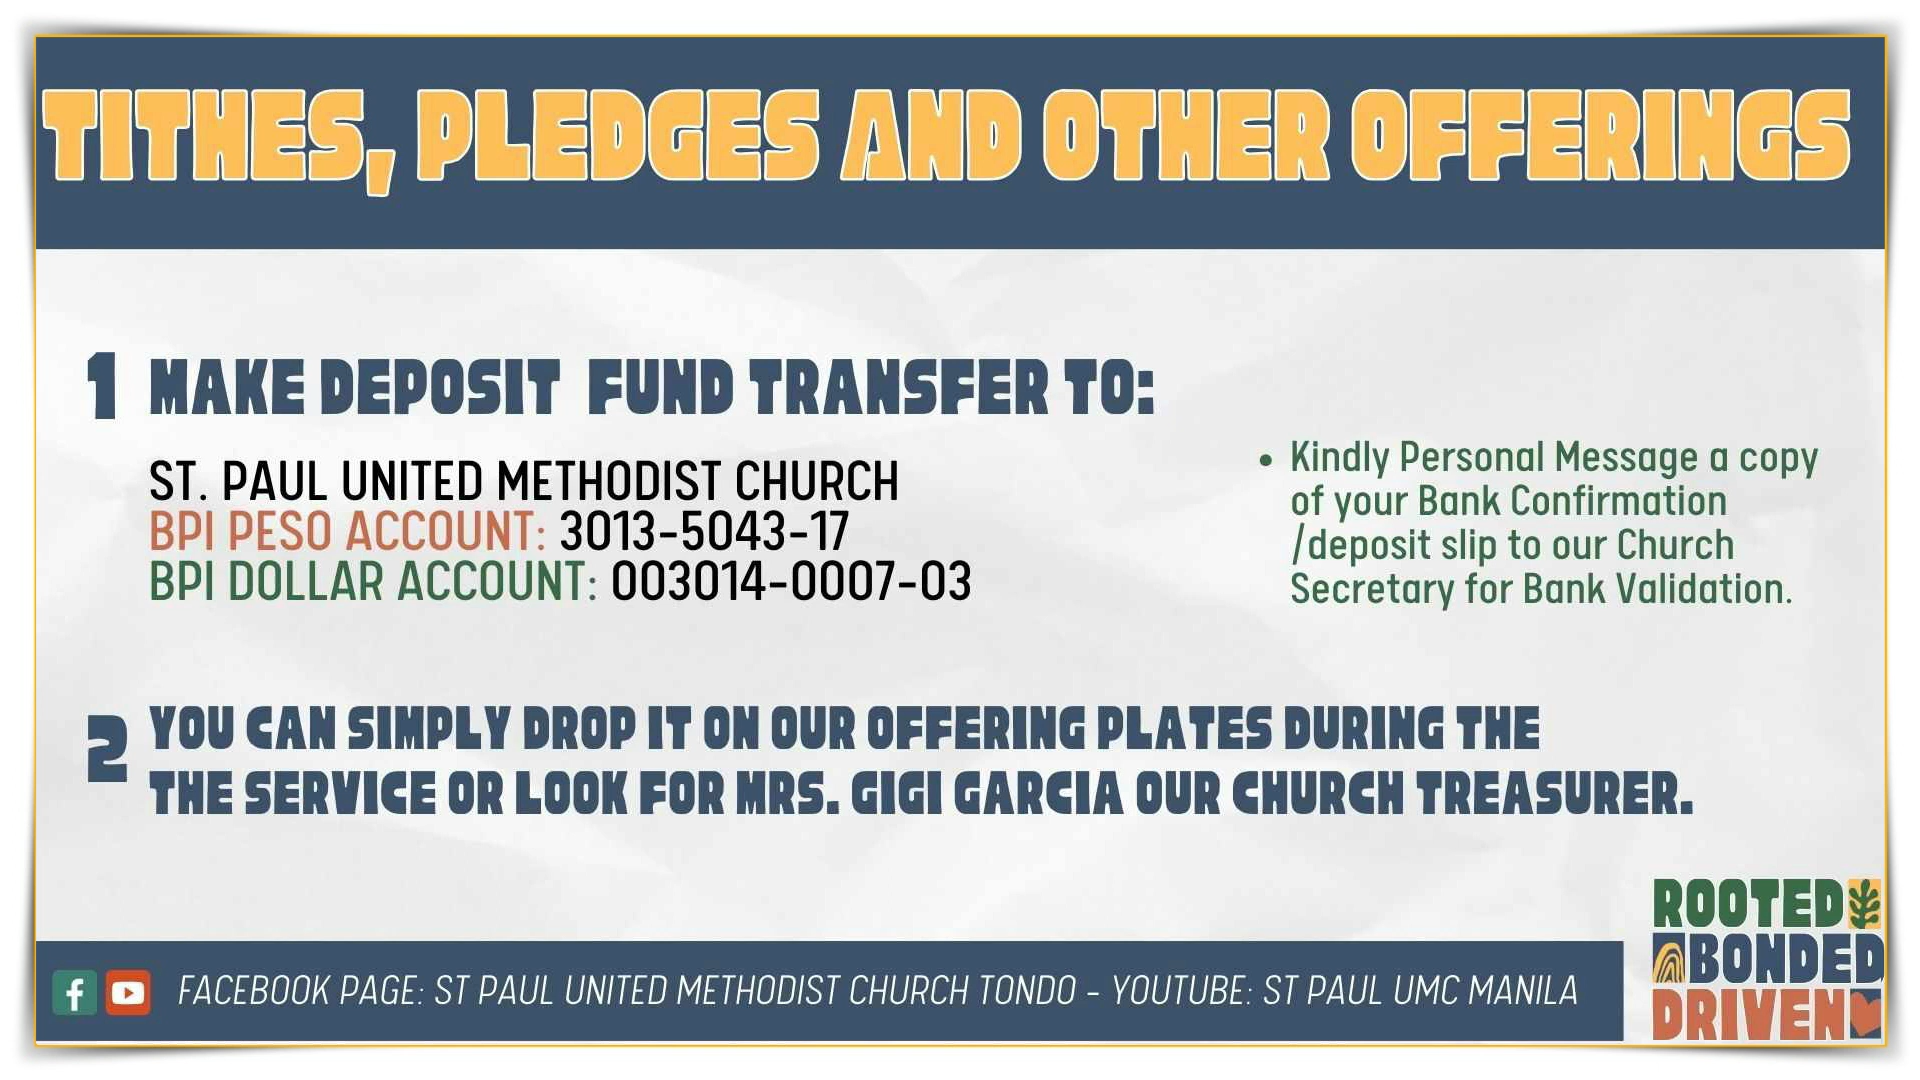 TITHES, PLEDGES AND OTHER OFFERINGS
1 MAKE DEPOSIT FUND TRANSFER TO:
ST. PAUL UNITED METHODIST CHURCH
BPI PESO ACCOUNT: 3013-5043-17
BPI DOLLAR ACCOUNT: 003014-0007-03
• Kindly Personal Message a copy
of your Bank Confirmation
/deposit slip to our Church
Secretary for Bank Validation.
2 YOU CAN SIMPLY DROP IT ON OUR OFFERING PLATES DURING THE
THE SERVICE OR LOOK FOR MRS. GIGI GARCIA OUR CHURCH TREASURER.
FACEBOOK PAGE: ST PAUL UNITED METHODIST CHURCH TONDO - YOUTUBE: ST PAUL UMC MANILA
ROOTED
BONDED
DRIVEN